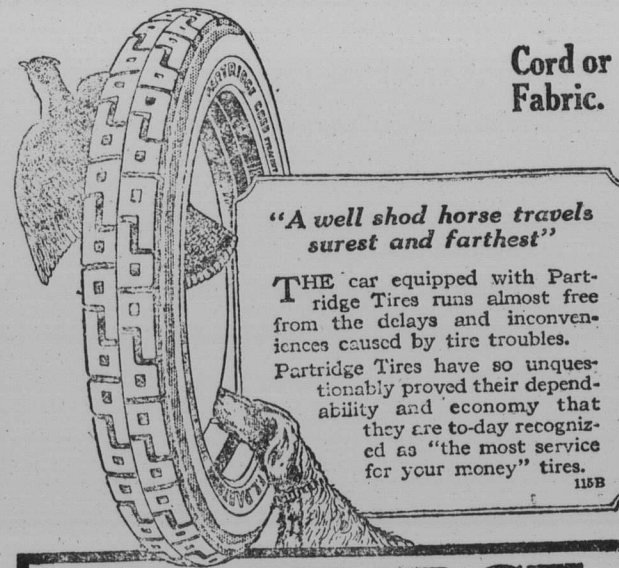 Cord or
Fabric.
PARTRIDGE CORD
"A well shod horse travels
surest and farthest"
THE car equipped with Part-
ridge Tires runs almost free
from the delays and inconven-
iences caused by tire troubles.
Partridge Tires have so unques-
tionably proved their depend-
ability and economy that
they are to-day recogniz-
ed as "the most service
for your money" tires.
115B